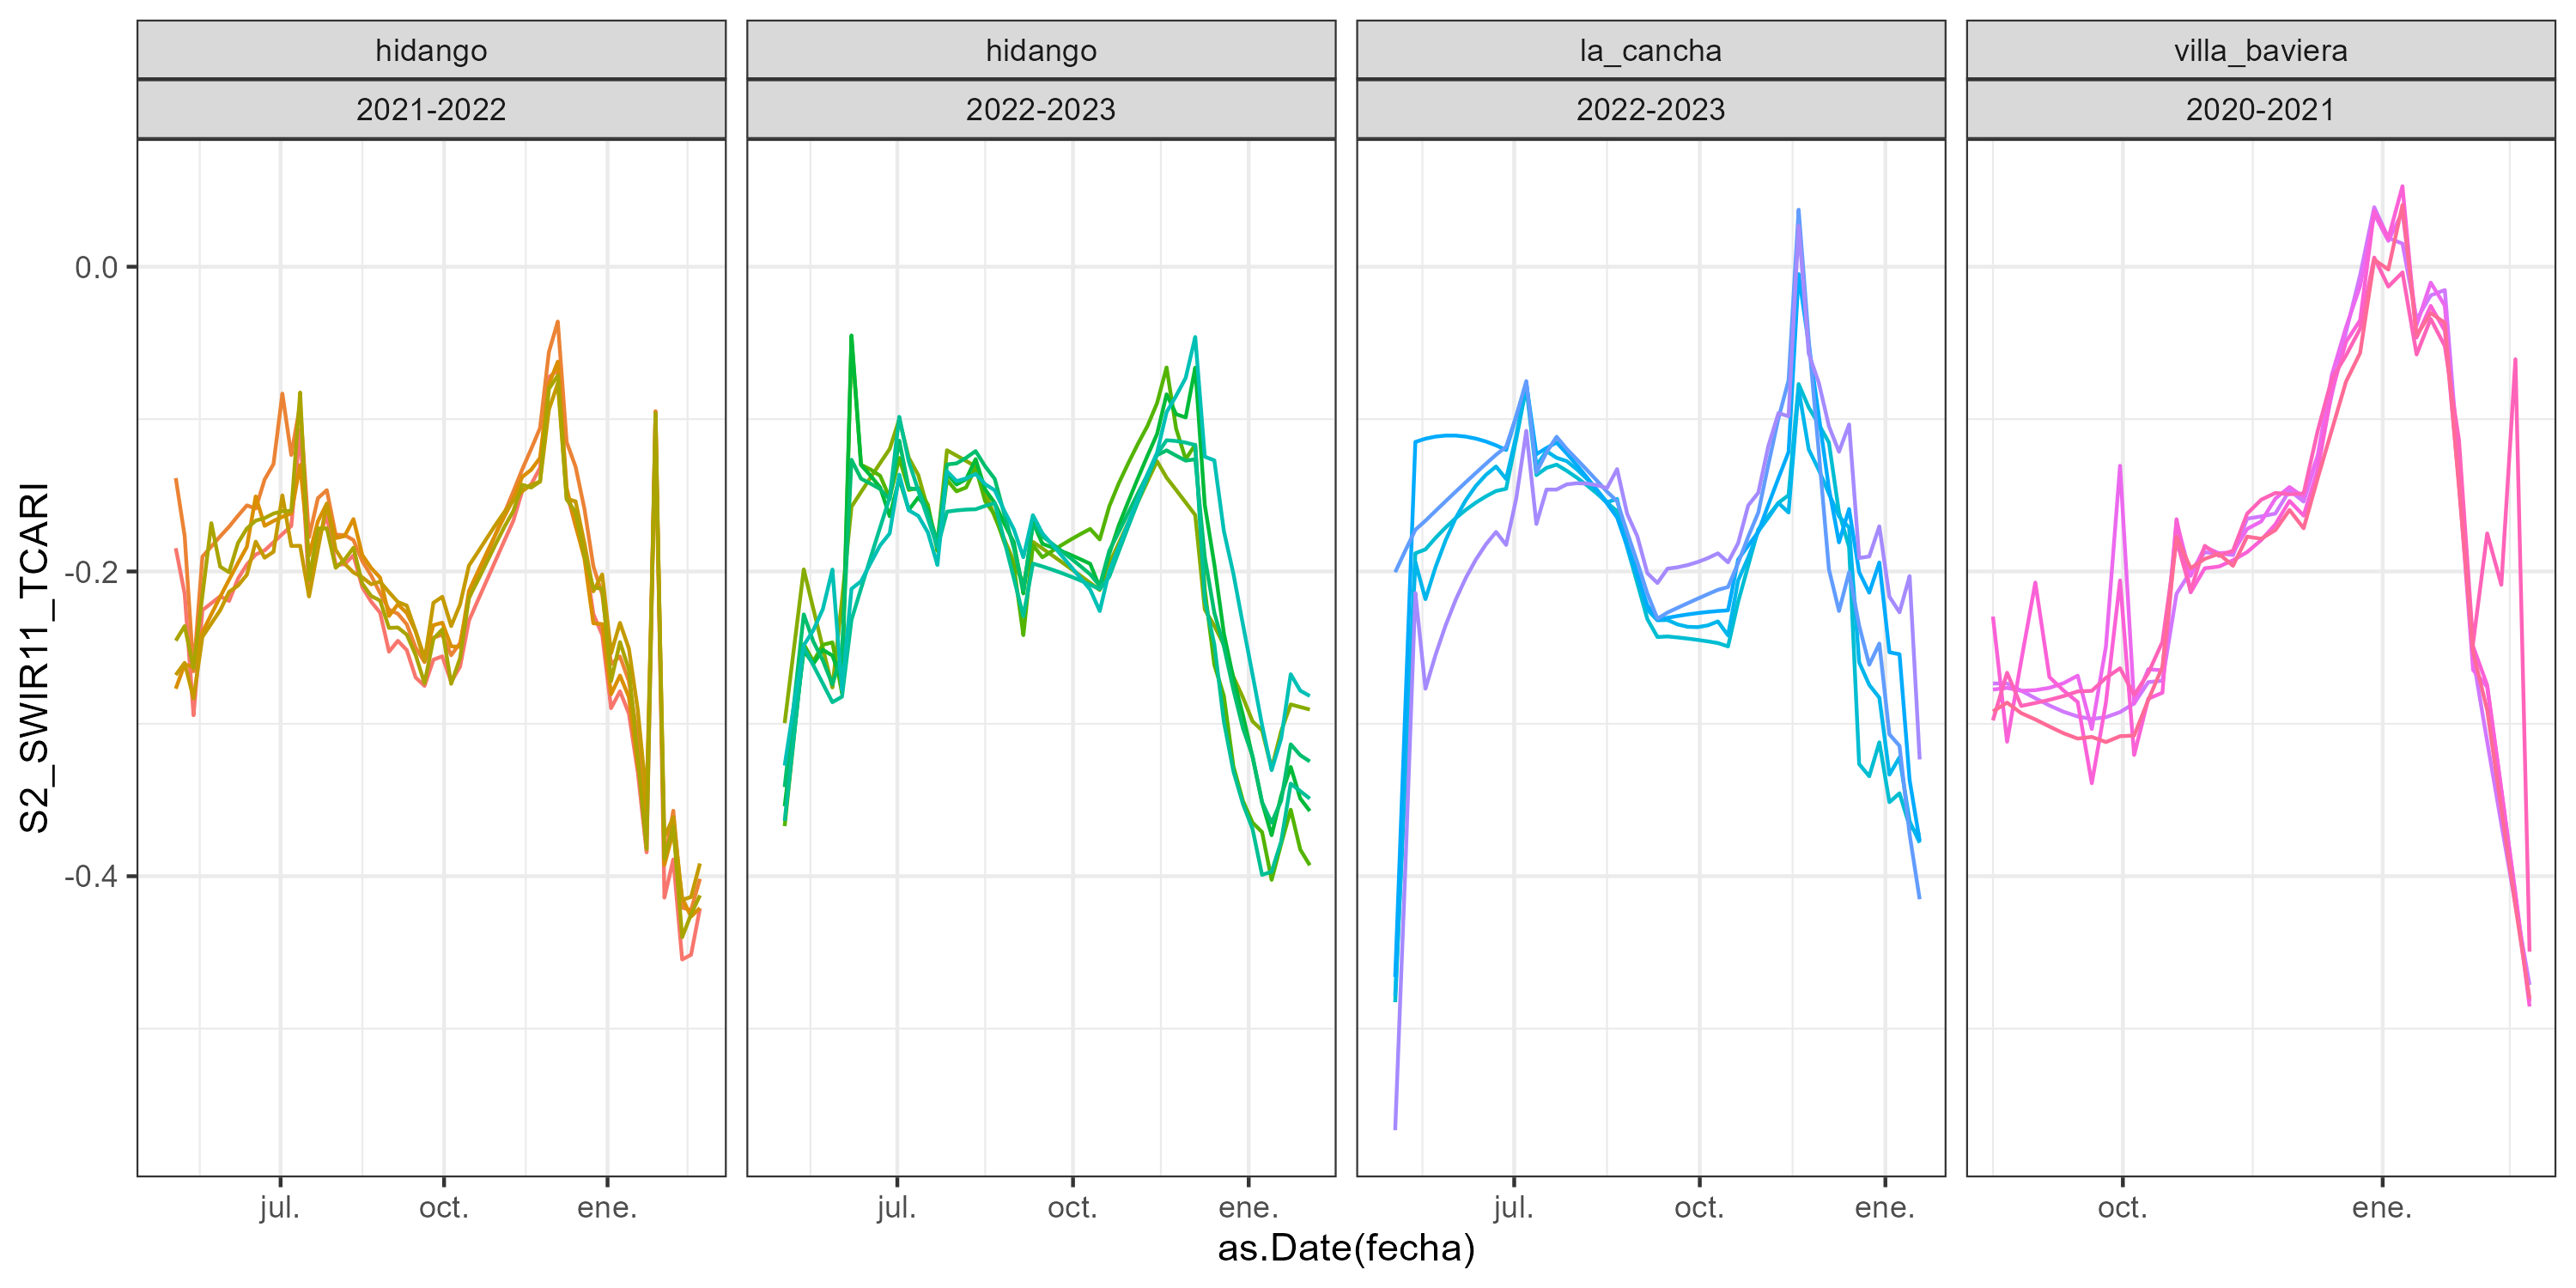 hidango hidango la_cancha villa_baviera
2021-2022 2022-2023 2022-2023 2020-2021
S2_SWIR11_TCARI
0.0
-0.2
-0.4
jul. oct. ene. jul. oct. ene. jul. oct. ene. oct. ene.
as.Date(fecha)